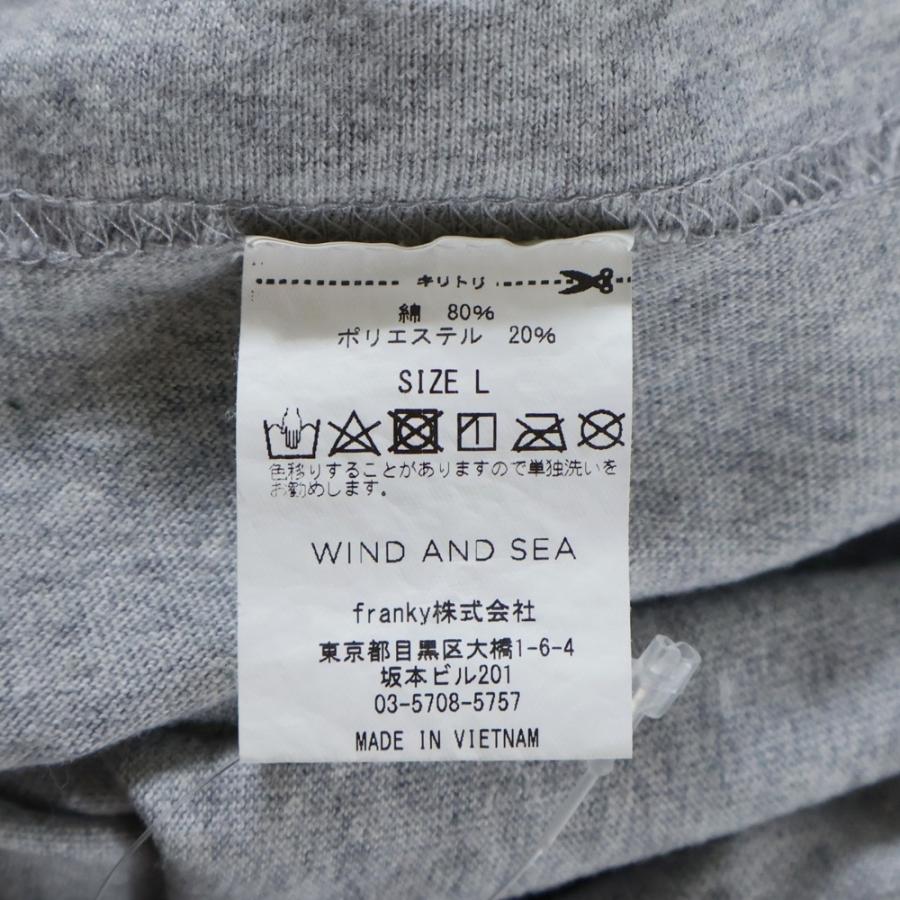 キリトリ
綿 80%
ポリエステル 20%
SIZE L
色移りすることがありますので単独洗いを
お勧めします。
WIND AND SEA
franky株式会社
東京都目黒区大橋1-6-4
坂本ビル201
03-5708-5757
MADE IN VIETNAM